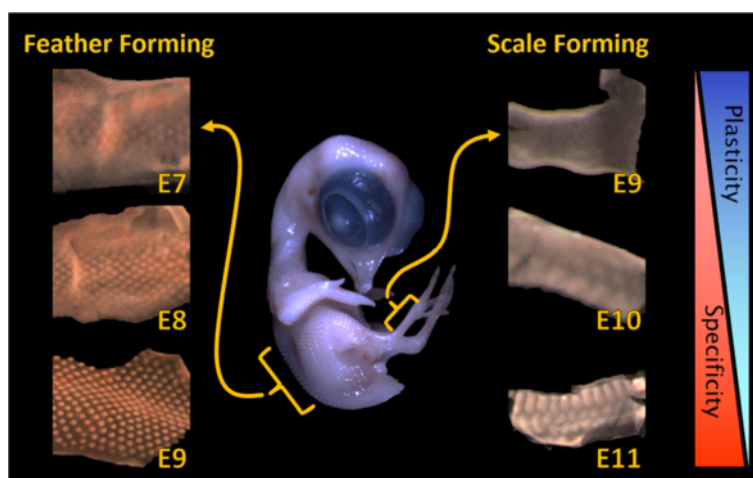 Feather Forming
Scale Forming
E7
E8
E9
E9
E10
E11
Plasticity
Specificity